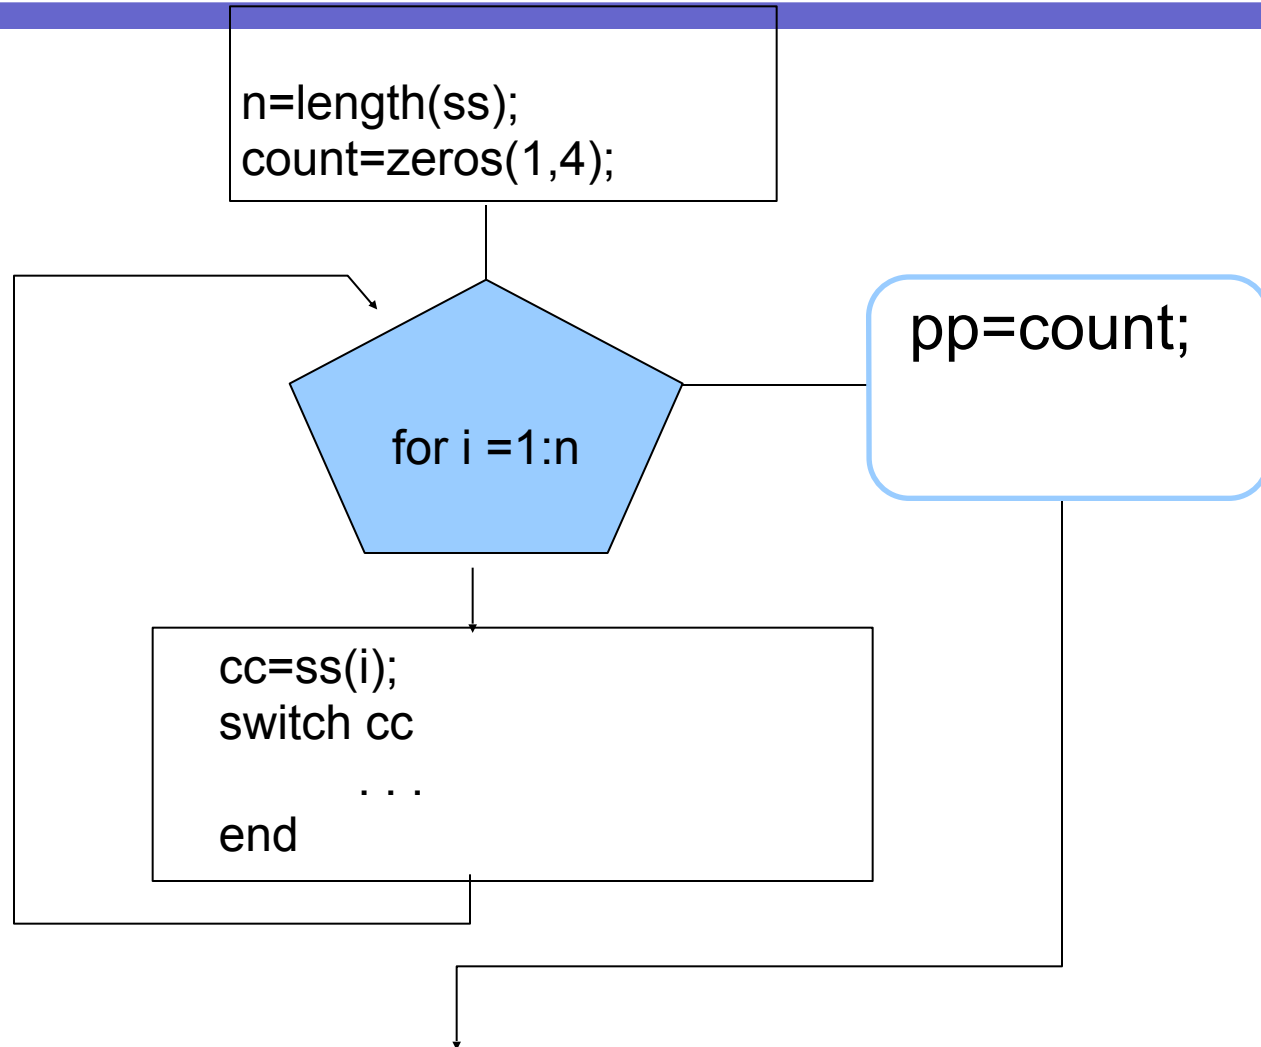 n=length(ss);
count=zeros(1,4);
pp=count;
for i =1:n
cc=ss(i);
switch cc
. . .
end